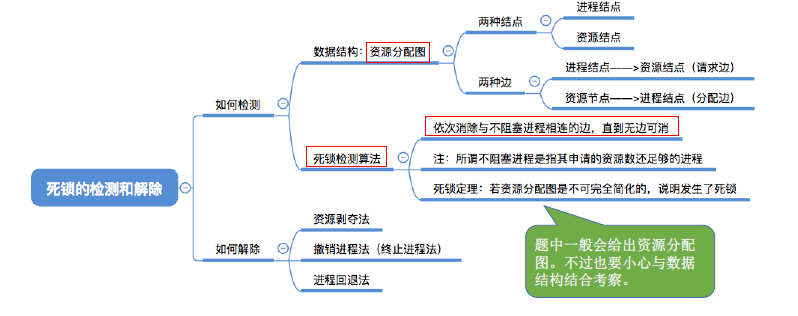 死锁的检测和解除
如何检测
数据结构：资源分配图
两种结点
进程结点
资源结点
两种边
进程结点——>资源结点（请求边）
资源节点——>进程结点（分配边）
死锁检测算法
依次消除与不阻塞进程相连的边，直到无边可消
注：所谓不阻塞进程是指其申请的资源数还足够的进程
死锁定理：若资源分配图是不可完全简化的，说明发生了死锁
如何解除
资源剥夺法
撤销进程法（终止进程法）
进程回退法
题中一般会给出资源分配
图。不过也要小心与数据
结构结合考察。